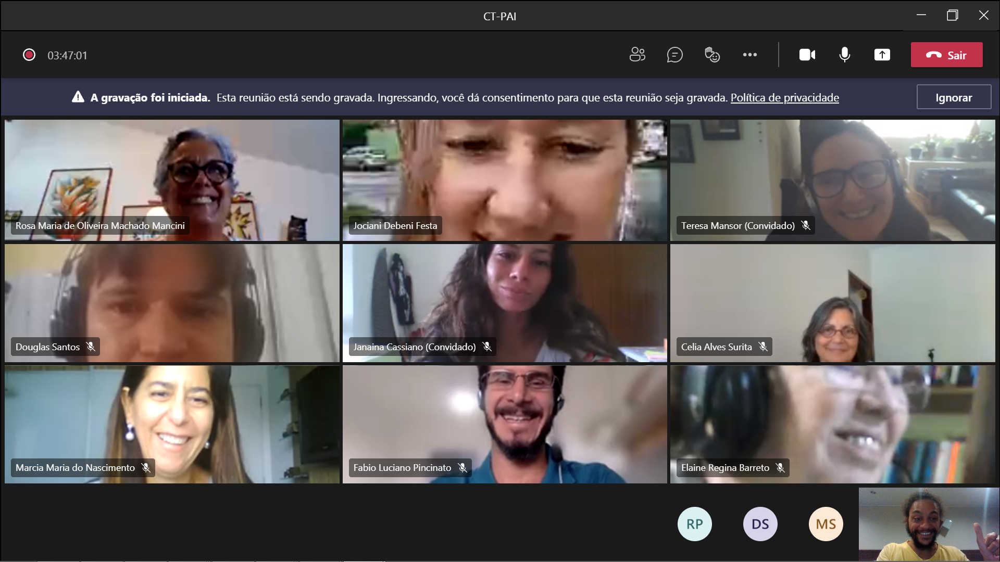 CT-PAI
03:47:01
Sair
A gravação foi iniciada. Esta reunião está sendo gravada. Ingressando, você dá consentimento para que esta reunião seja gravada. Política de privacidade
Ignorar
Rosa Maria de Oliveira Machado Mancini
Jociani Debeni Festa
Teresa Mansor (Convidado)
Douglas Santos
Janaina Cassiano (Convidado)
Celia Alves Surita
Marcia Maria do Nascimento
Fabio Luciano Pincinato
Elaine Regina Barreto
RP
DS
MS